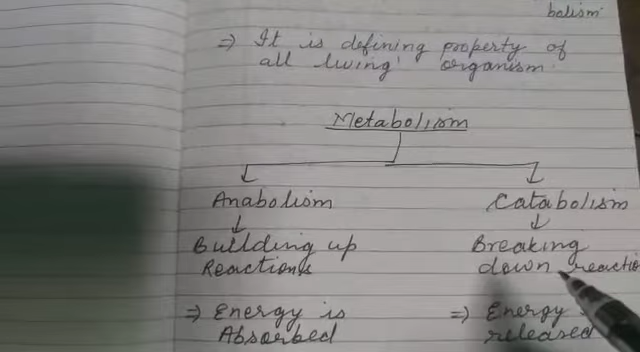 balism
⇒ It is defining property of
all living organism.
Metabolism
Anabolism
Catabolism
Building up
Reactions
Breaking
down reactio
⇒ Energy is
Absorbed
⇒ Energy
released